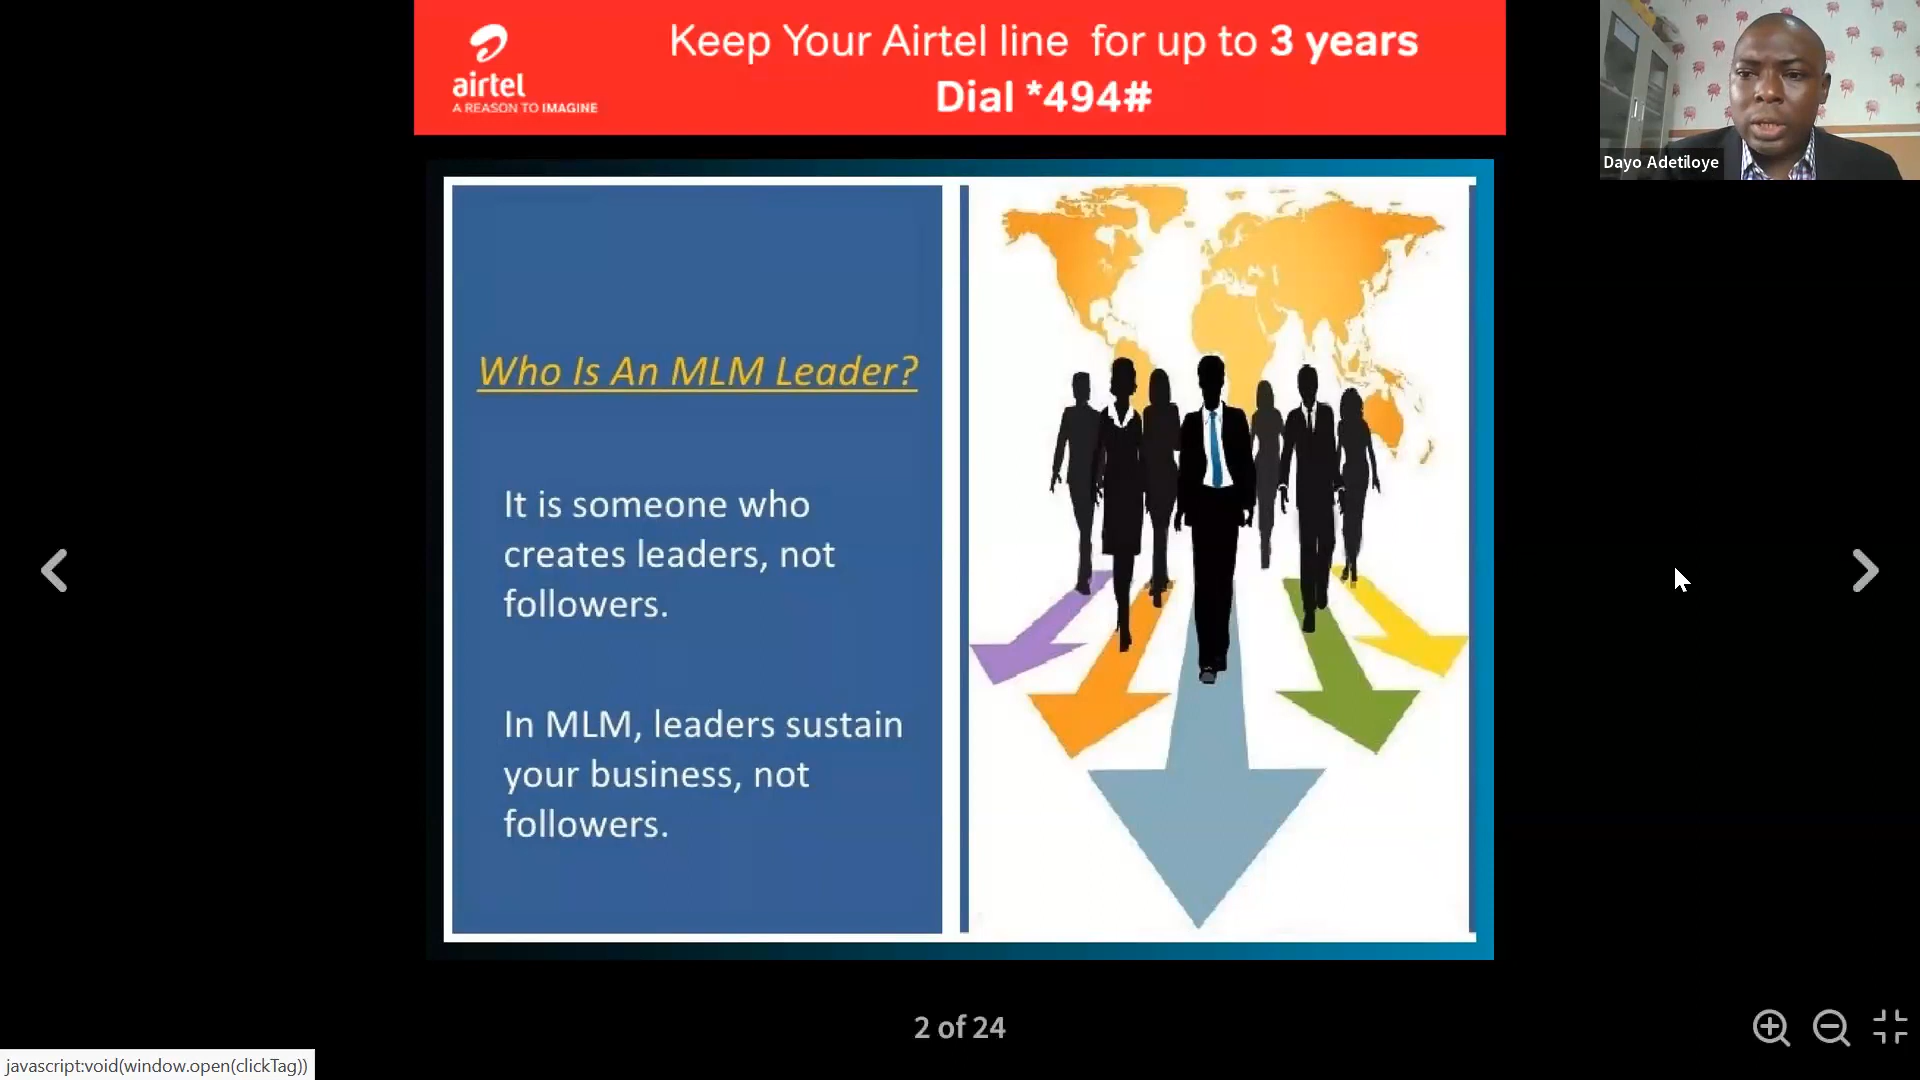 airtel
A REASON TO IMAGINE
Keep Your Airtel line for up to 3 years
Dial *494#
Dayo Adetiloye
Who Is An MLM Leader?
It is someone who
creates leaders, not
followers.
In MLM, leaders sustain
your business, not
followers.
2 of 24
javascript:void(window.open(clickTag))